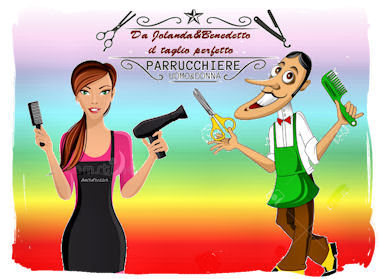 Da Jolanda&Benedetto
il taglio perfetto
PARRUCCHIERE
UOMO&DONNA